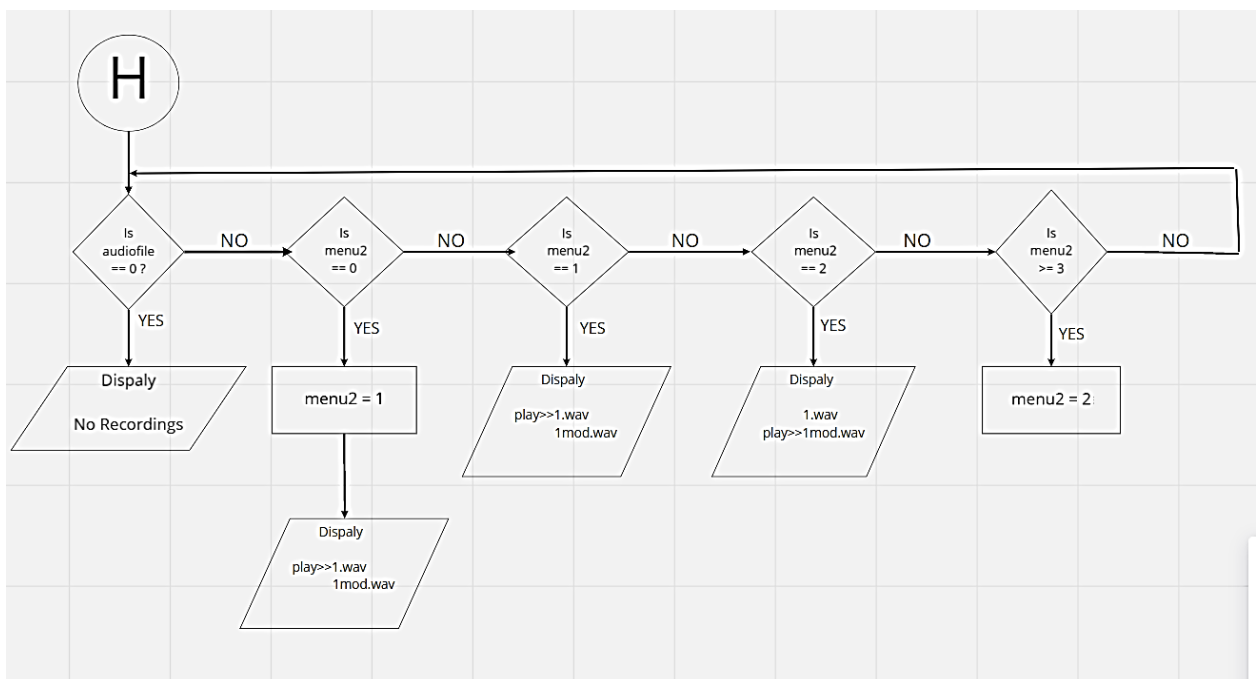 H
Is
audiofile
== 0 ?
NO
Is
menu2
== 0
NO
Is
menu2
== 1
NO
Is
menu2
== 2
NO
Is
menu2
>= 3
NO
YES
YES
YES
YES
YES
Dispaly
No Recordings
menu2 = 1
Dispaly
play>>1.wav
1mod.wav
Dispaly
1.wav
play>>1mod.wav
menu2 = 2
Dispaly
play>>1.wav
1mod.wav